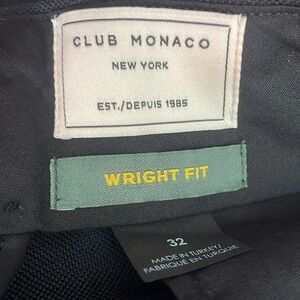 CLUB MONACO
NEW YORK
EST./DEPUIS 1985
WRIGHT FIT
32
MADE IN TURKEY/
FABRIQUÉ EN TURQUIE